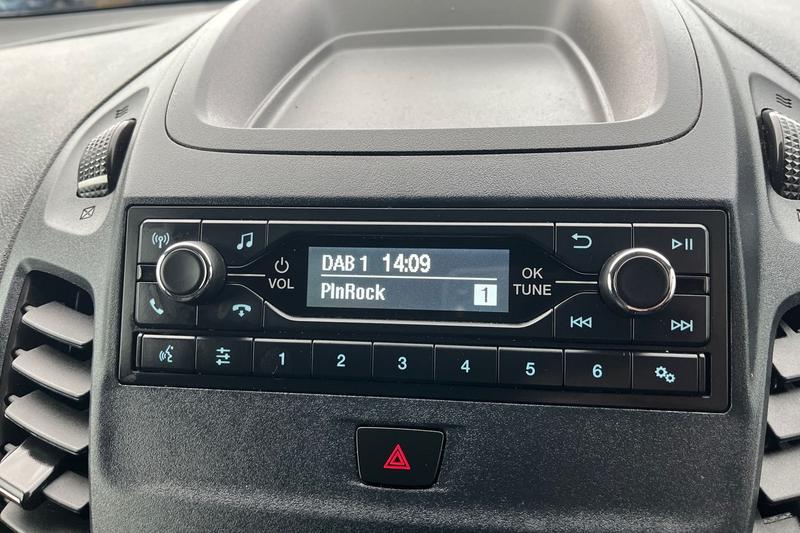 DAB 1 14:09
PlnRock 1
VOL
OK
TUNE
1 2 3 4 5 6